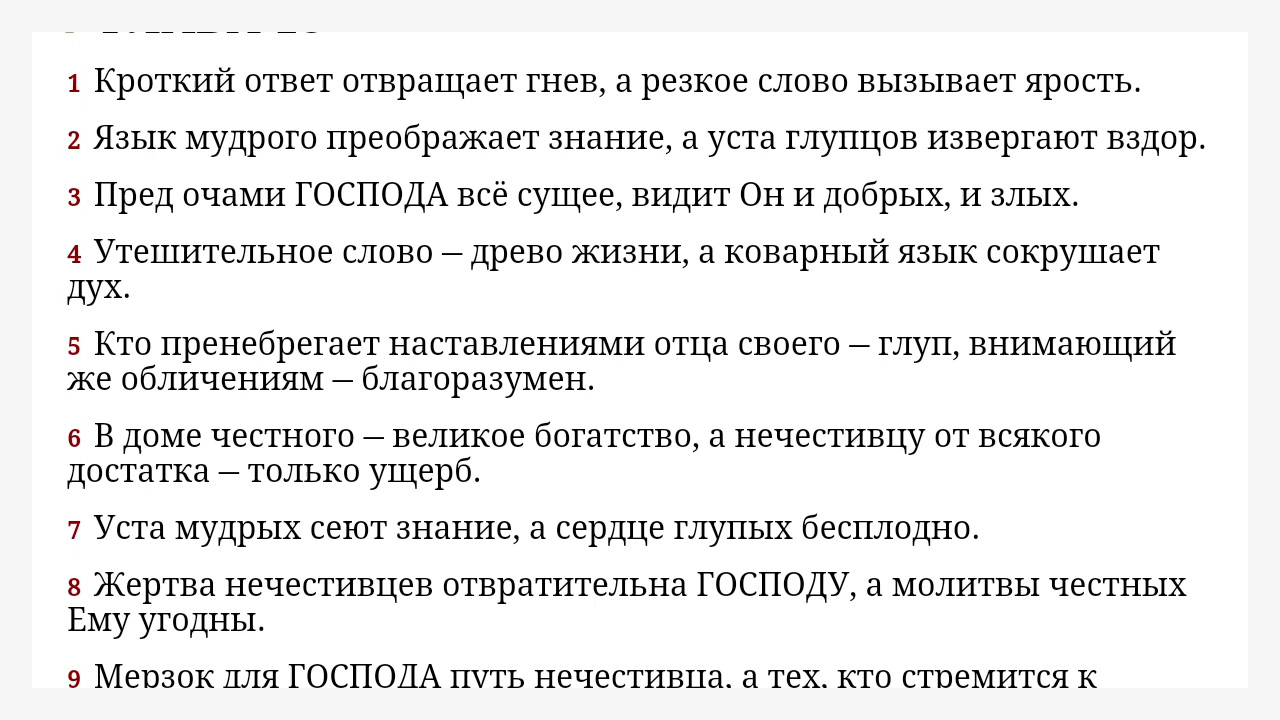 1 Кроткий ответ отвращает гнев, а резкое слово вызывает ярость.
2 Язык мудрого преображает знание, а уста глупцов извергают вздор.
3 Пред очами ГОСПОДА всё сущее, видит Он и добрых, и злых.
4 Утешительное слово – древо жизни, а коварный язык сокрушает
дух.
5 Кто пренебрегает наставлениями отца своего – глуп, внимающий
же обличениям – благоразумен.
6 В доме честного – великое богатство, а нечестивцу от всякого
достатка – только ущерб.
7 Уста мудрых сеют знание, а сердце глупых бесплодно.
8 Жертва нечестивцев отвратительна ГОСПОДУ, а молитвы честных
Ему угодны.
9 Мерзок для ГОСПОДА путь нечестивца, а тех, кто стремится к